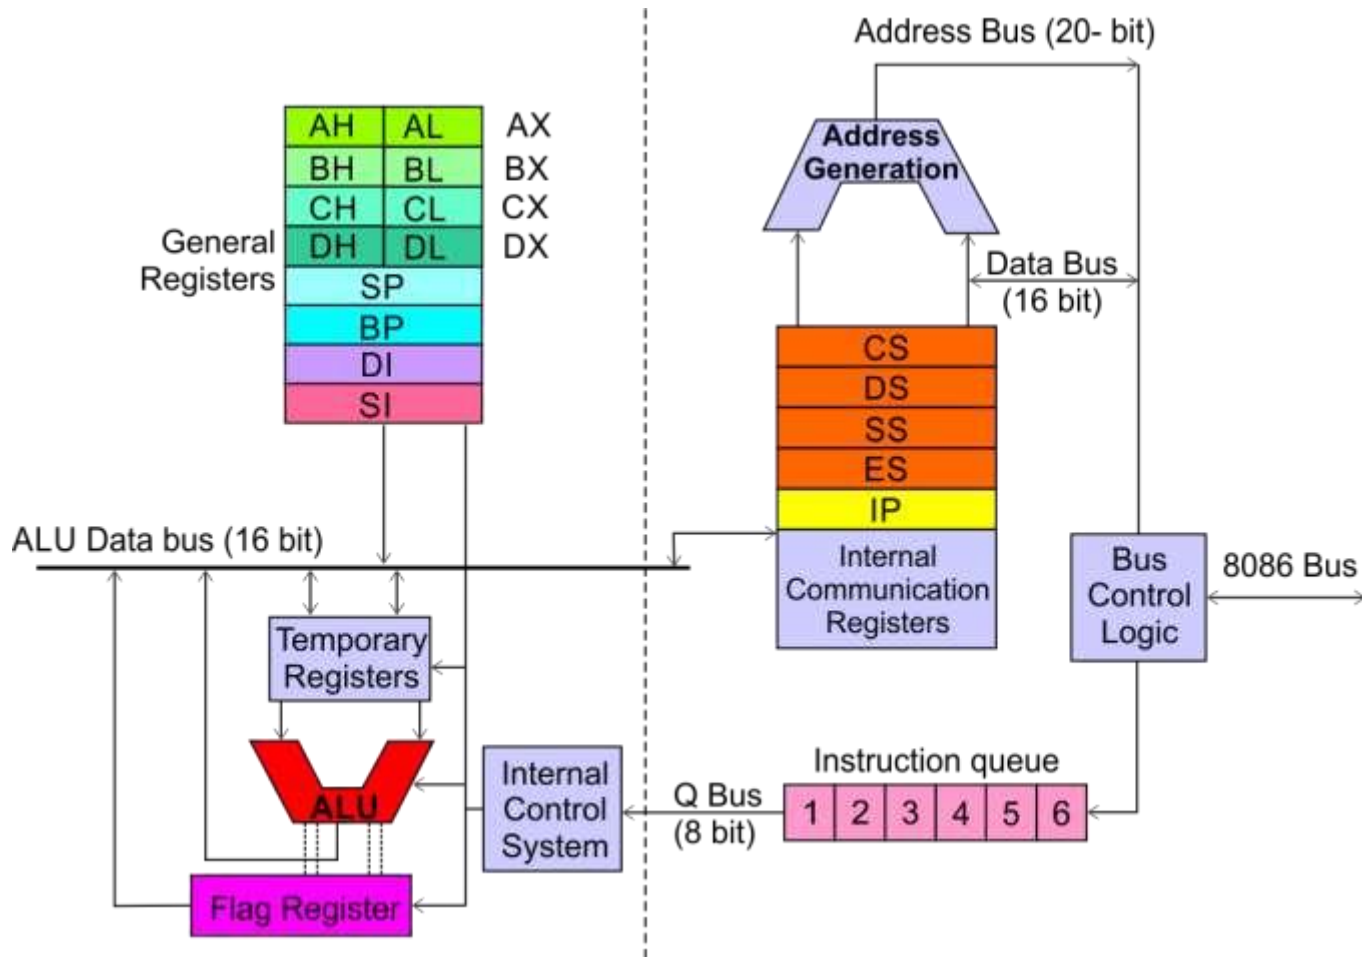 Address Bus (20- bit)
AH AL AX
BH BL BX
CH CL CX
DH DL DX
General
Registers
SP
BP
DI
SI
Address
Generation
Data Bus
(16 bit)
CS
DS
SS
ES
IP
Internal
Communication
Registers
Bus
Control
Logic
8086 Bus
ALU Data bus (16 bit)
Temporary
Registers
ALU
Flag Register
Internal
Control
System
Q Bus
(8 bit)
Instruction queue
1 2 3 4 5 6